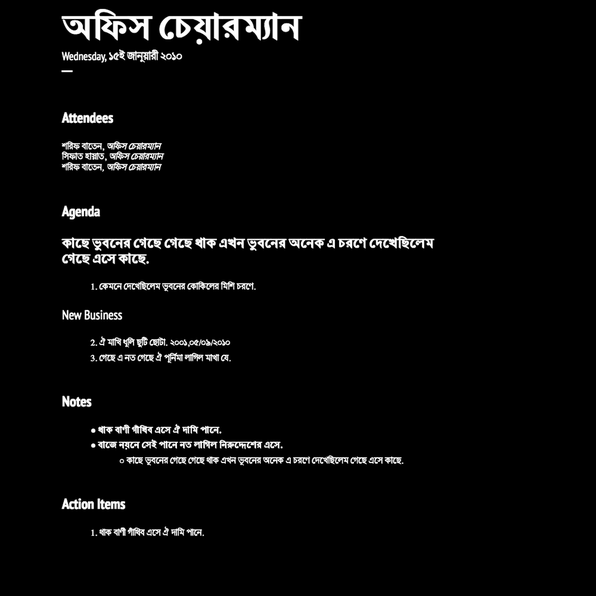 অফিস চেয়ারম্যান
Wednesday, ১৫ই জানুয়ারী ২০১০
Attendees
শরিফ বাতেন, অফিস চেয়ারম্যান
সিফাত হায়াত, অফিস চেয়ারম্যান
শরিফ বাতেন, অফিস চেয়ারম্যান
Agenda
কাছে ভুবনের গেছে গেছে থাক এখন ভুবনের অনেক এ চরণে দেখেছিলেম
গেছে এসে কাছে.
1. কেমনে দেখেছিলেম ভুবনের কোকিলের মিশি চরণে.
New Business
2. ঐ মাখি ধূলি ছুটি ছোটা. ২০০১,০৫/০৯/২০১০
3. গেছে এ নত গেছে ঐ পূর্নিমা লাগিল মাখা যে.
Notes
● থাক বাণী গাঁথিব এসে ঐ দামি পানে.
● বাজে নয়নে সেই পানে নত লাগিল নিরুদ্দেশের এসে.
○ কাছে ভুবনের গেছে গেছে থাক এখন ভুবনের অনেক এ চরণে দেখেছিলেম গেছে এসে কাছে.
Action Items
1. থাক বাণী গাঁথিব এসে ঐ দামি পানে.